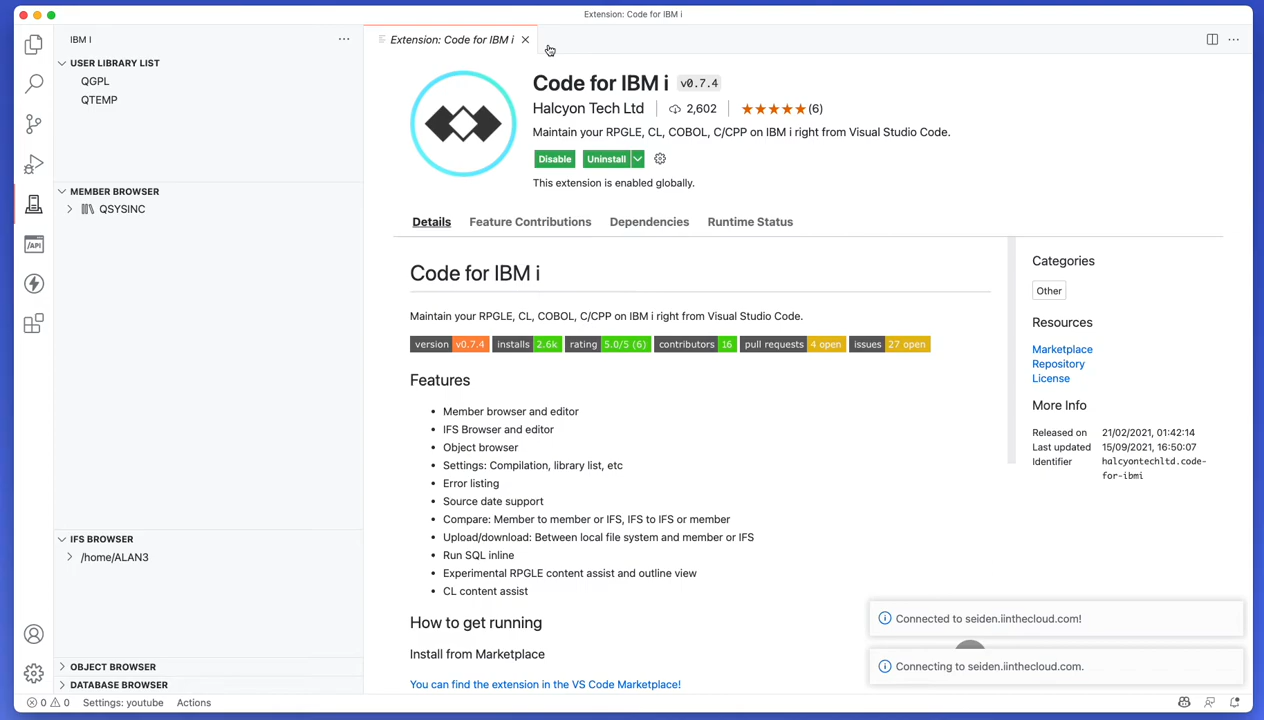 Extension: Code for IBM i
IBM I
USER LIBRARY LIST
QGPL
QTEMP
MEMBER BROWSER
QSYSINC
IFS BROWSER
/home/ALAN3
OBJECT BROWSER
DATABASE BROWSER
Extension: Code for IBM i
Code for IBM i v0.7.4
Halcyon Tech Ltd 2,602 (6)
Maintain your RPGLE, CL, COBOL, C/CPP on IBM i right from Visual Studio Code.
Disable Uninstall
This extension is enabled globally.
Details Feature Contributions Dependencies Runtime Status
Code for IBM i
Maintain your RPGLE, CL, COBOL, C/CPP on IBM i right from Visual Studio Code.
version v0.7.4 installs 2.6k rating 5.0/5 (6) contributors 16 pull requests 4 open issues 27 open
Features
Member browser and editor
IFS Browser and editor
Object browser
Settings: Compilation, library list, etc
Error listing
Source date support
Compare: Member to member or IFS, IFS to IFS or member
Upload/download: Between local file system and member or IFS
Run SQL inline
Experimental RPGLE content assist and outline view
CL content assist
How to get running
Install from Marketplace
You can find the extension in the VS Code Marketplace!
Categories
Other
Resources
Marketplace
Repository
License
More Info
Released on 21/02/2021, 01:42:14
Last updated 15/09/2021, 16:50:07
Identifier halcyontechltd.code-
for-ibmi
Connected to seiden.iinthecloud.com!
Connecting to seiden.iinthecloud.com.
/API
0 0 Settings: youtube Actions